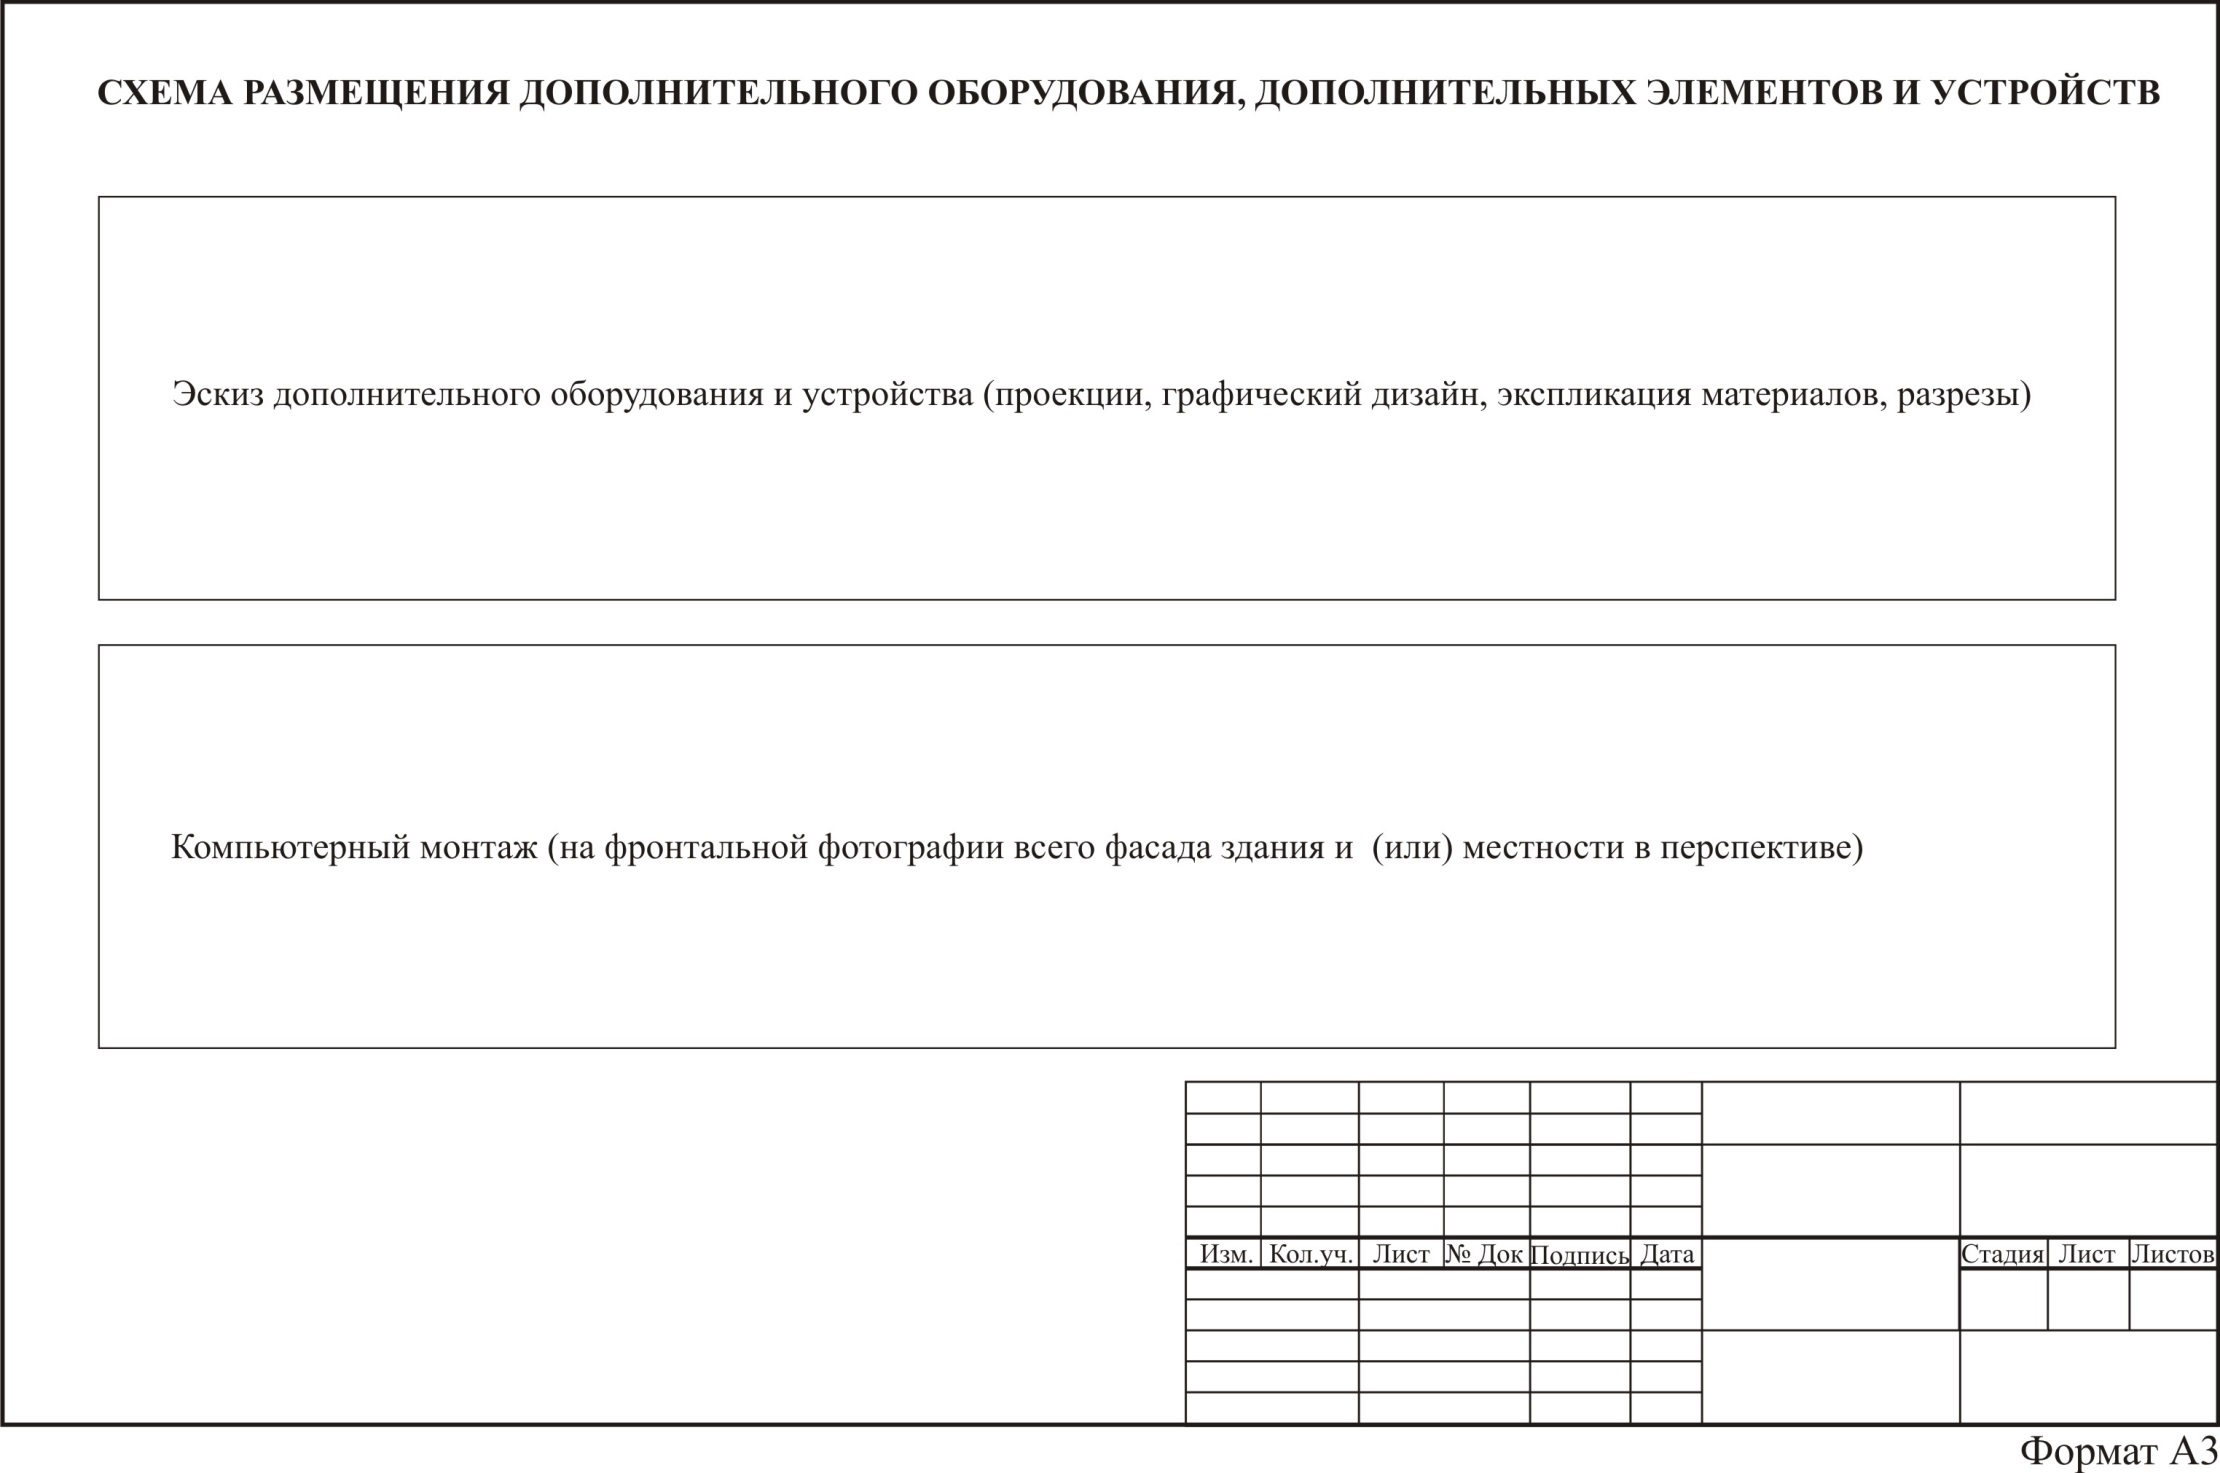 СХЕМА РАЗМЕЩЕНИЯ ДОПОЛНИТЕЛЬНОГО ОБОРУДОВАНИЯ, ДОПОЛНИТЕЛЬНЫХ ЭЛЕМЕНТОВ И УСТРОЙСТВ
Эскиз дополнительного оборудования и устройства (проекции, графический дизайн, экспликация материалов, разрезы)
Компьютерный монтаж (на фронтальной фотографии всего фасада здания и (или) местности в перспективе)
Изм. Кол.уч. Лист № Док Подпись Дата Стадия Лист Листов
Формат А3